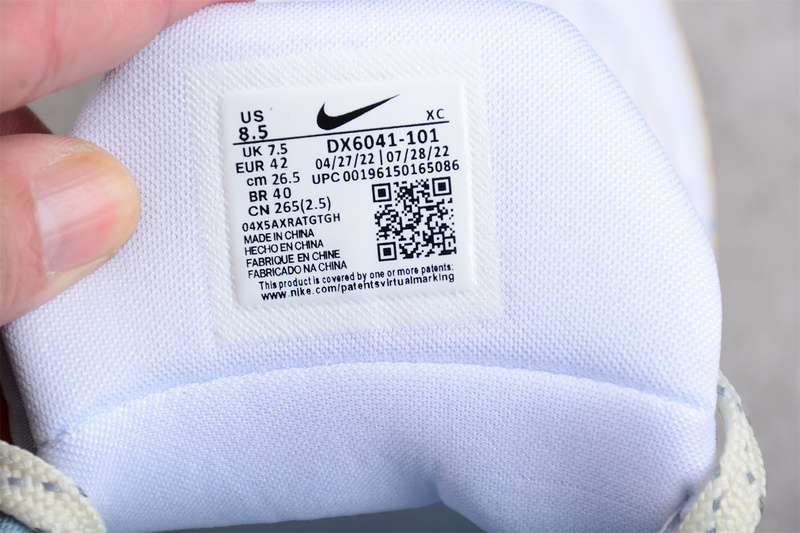 US XC
8.5
UK 7.5 DX6041-101
EUR 42 04/27/22 | 07/28/22
cm 26.5 UPC 00196150165086
BR 40
CN 265(2.5)
04X5AXRATGTGH
MADE IN CHINA
HECHO EN CHINA
FABRIQUE EN CHINE
FABRICADO NA CHINA
This product is covered by one or more patents:
www.nike.com/patentsvirtualmarking